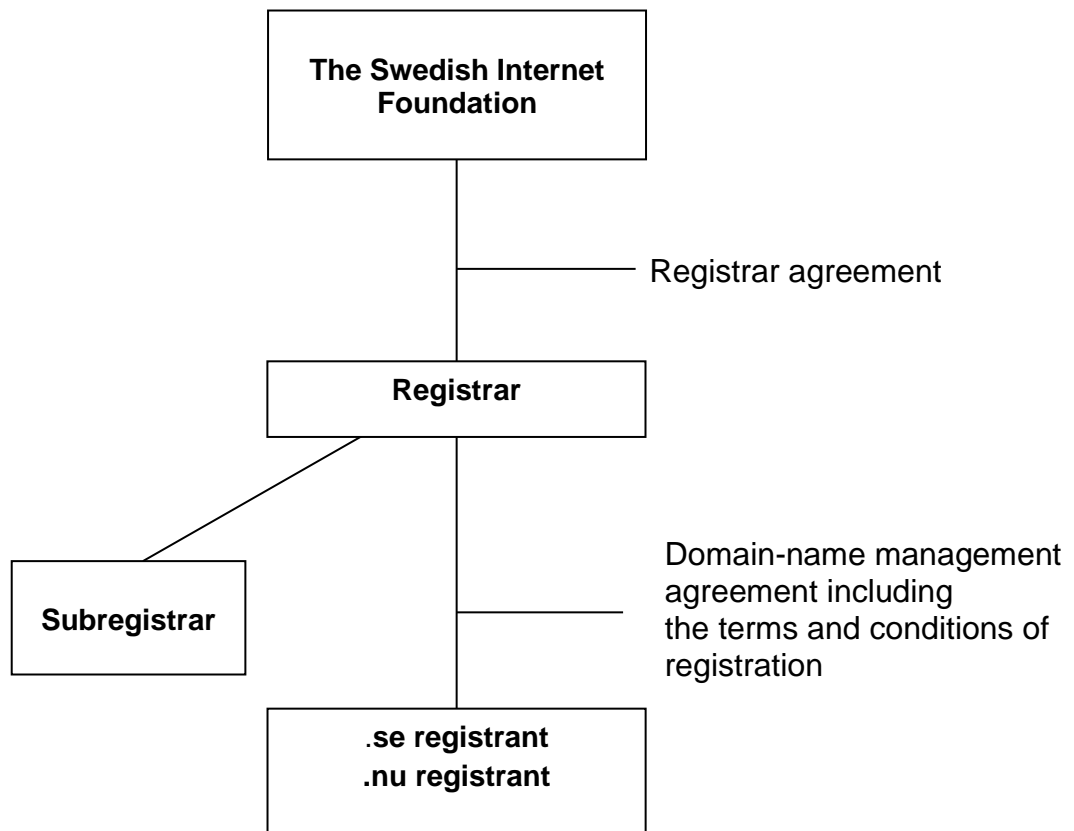 The Swedish Internet
Foundation
Registrar agreement
Registrar
Domain-name management
agreement including
the terms and conditions of
registration
Subregistrar
.se registrant
.nu registrant